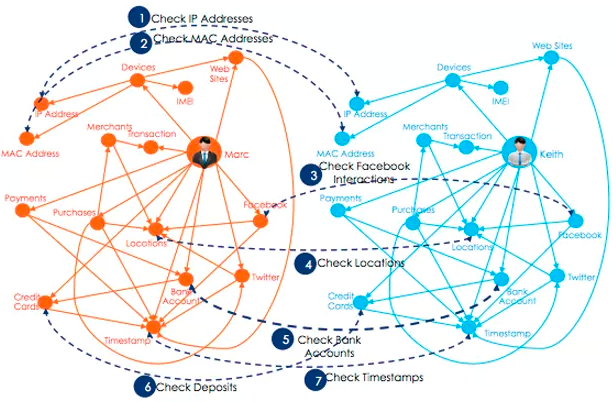 1 Check IP Addresses
2 Check MAC Addresses
Devices
Web
Sites
IMEI
IP Address
Merchants
Transaction
MAC Address
Marc
Payments
Purchases
Facebook
Locations
Twitter
Bank
Account
Credit
Cards
Timestamp
Devices
Web Sites
IMEI
IP Address
Merchants
Transaction
MAC Address
Keith
3 Check Facebook
Interactions
Payments
Purchases
Facebook
Locations
4 Check Locations
Twitter
Bank
Account
Credit
Cards
Timestamp
5 Check Bank
Accounts
6 Check Deposits
7 Check Timestamps